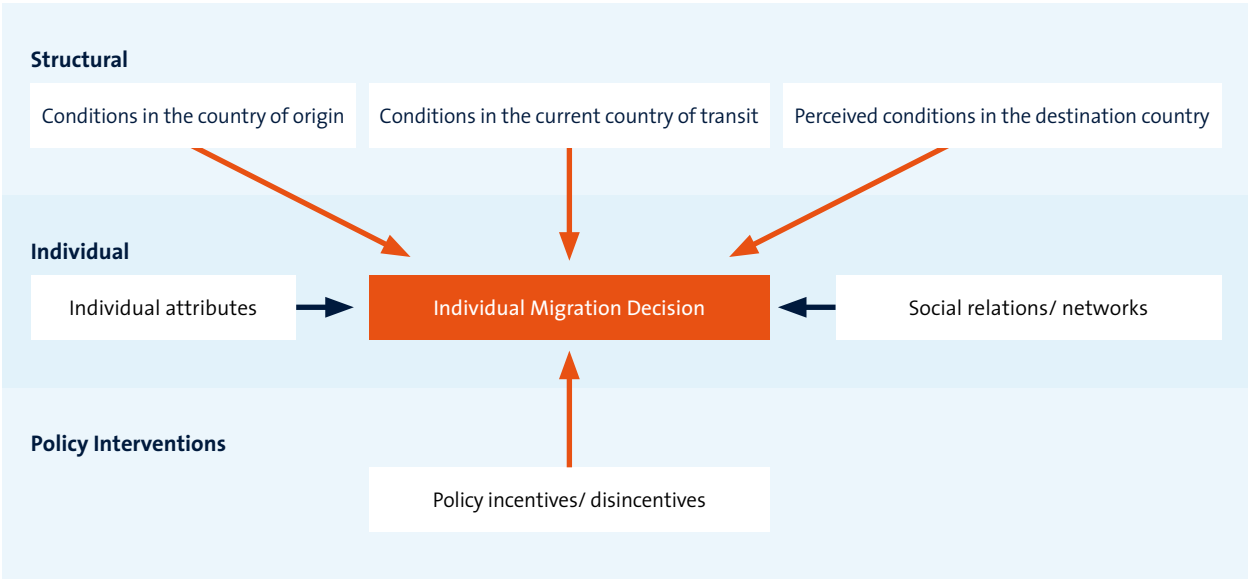 Structural
Conditions in the country of origin
Conditions in the current country of transit
Perceived conditions in the destination country
Individual
Individual attributes
Individual Migration Decision
Social relations/ networks
Policy Interventions
Policy incentives/ disincentives